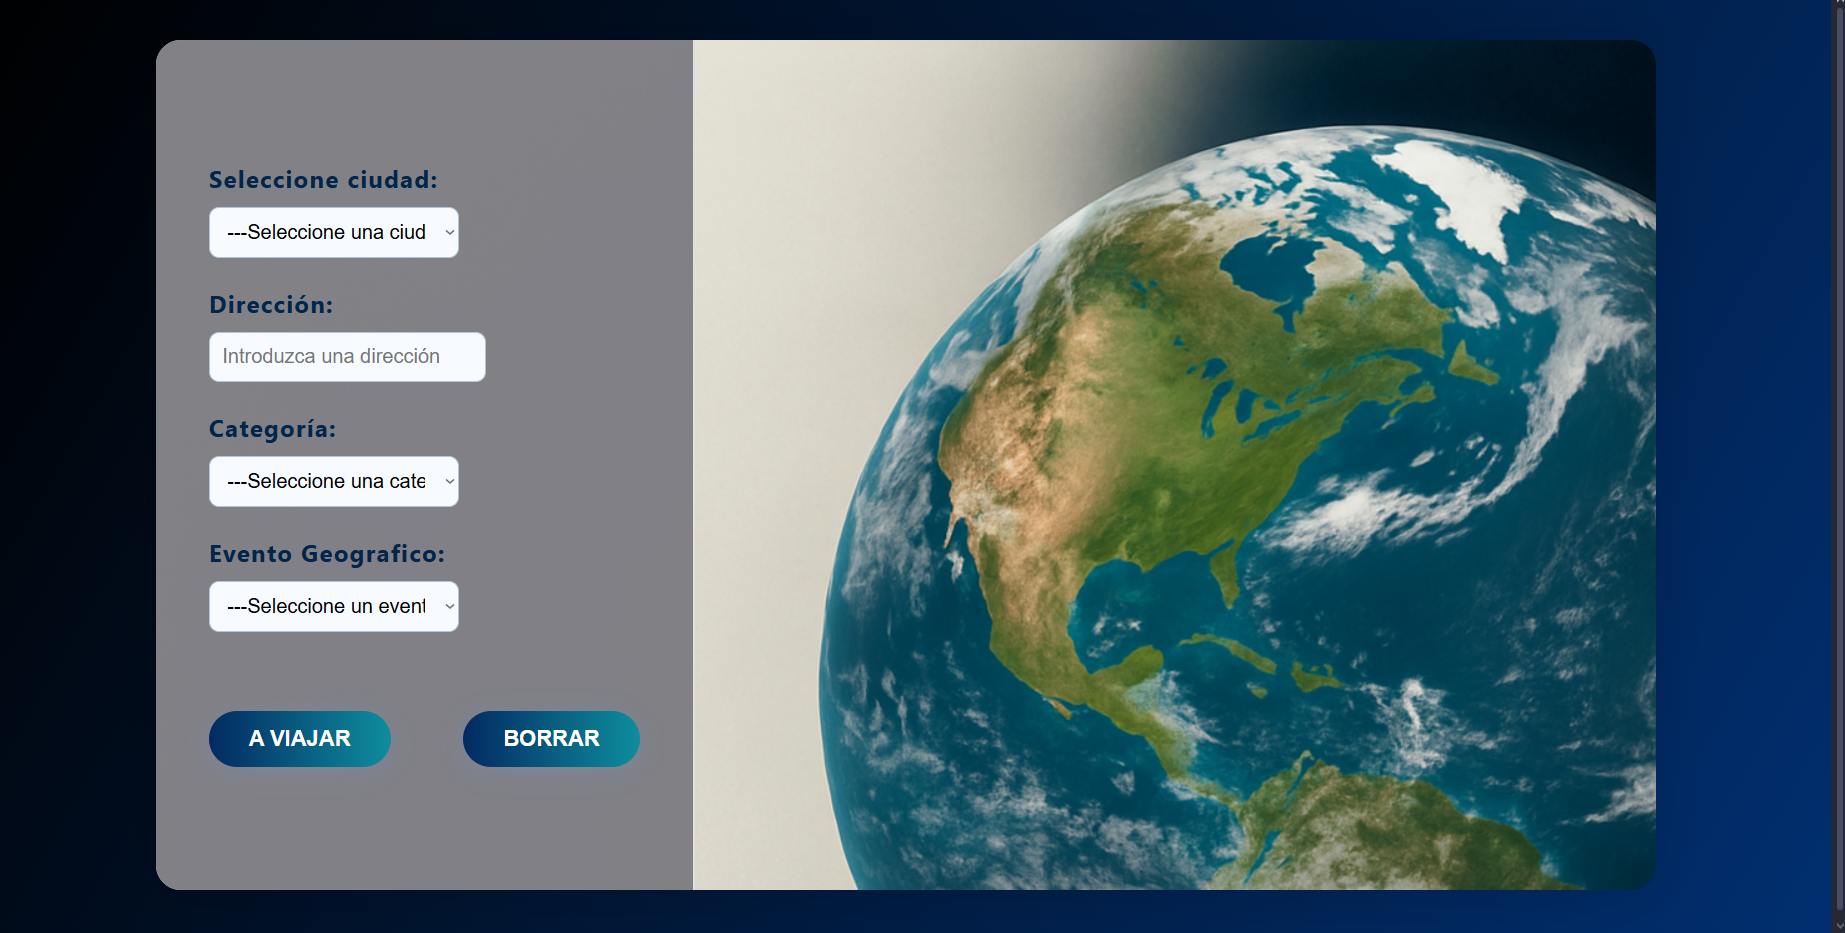 Seleccione ciudad:
---Seleccione una ciud
Dirección:
Introduzca una dirección
Categoría:
---Seleccione una cate
Evento Geografico:
---Seleccione un event
A VIAJAR
BORRAR